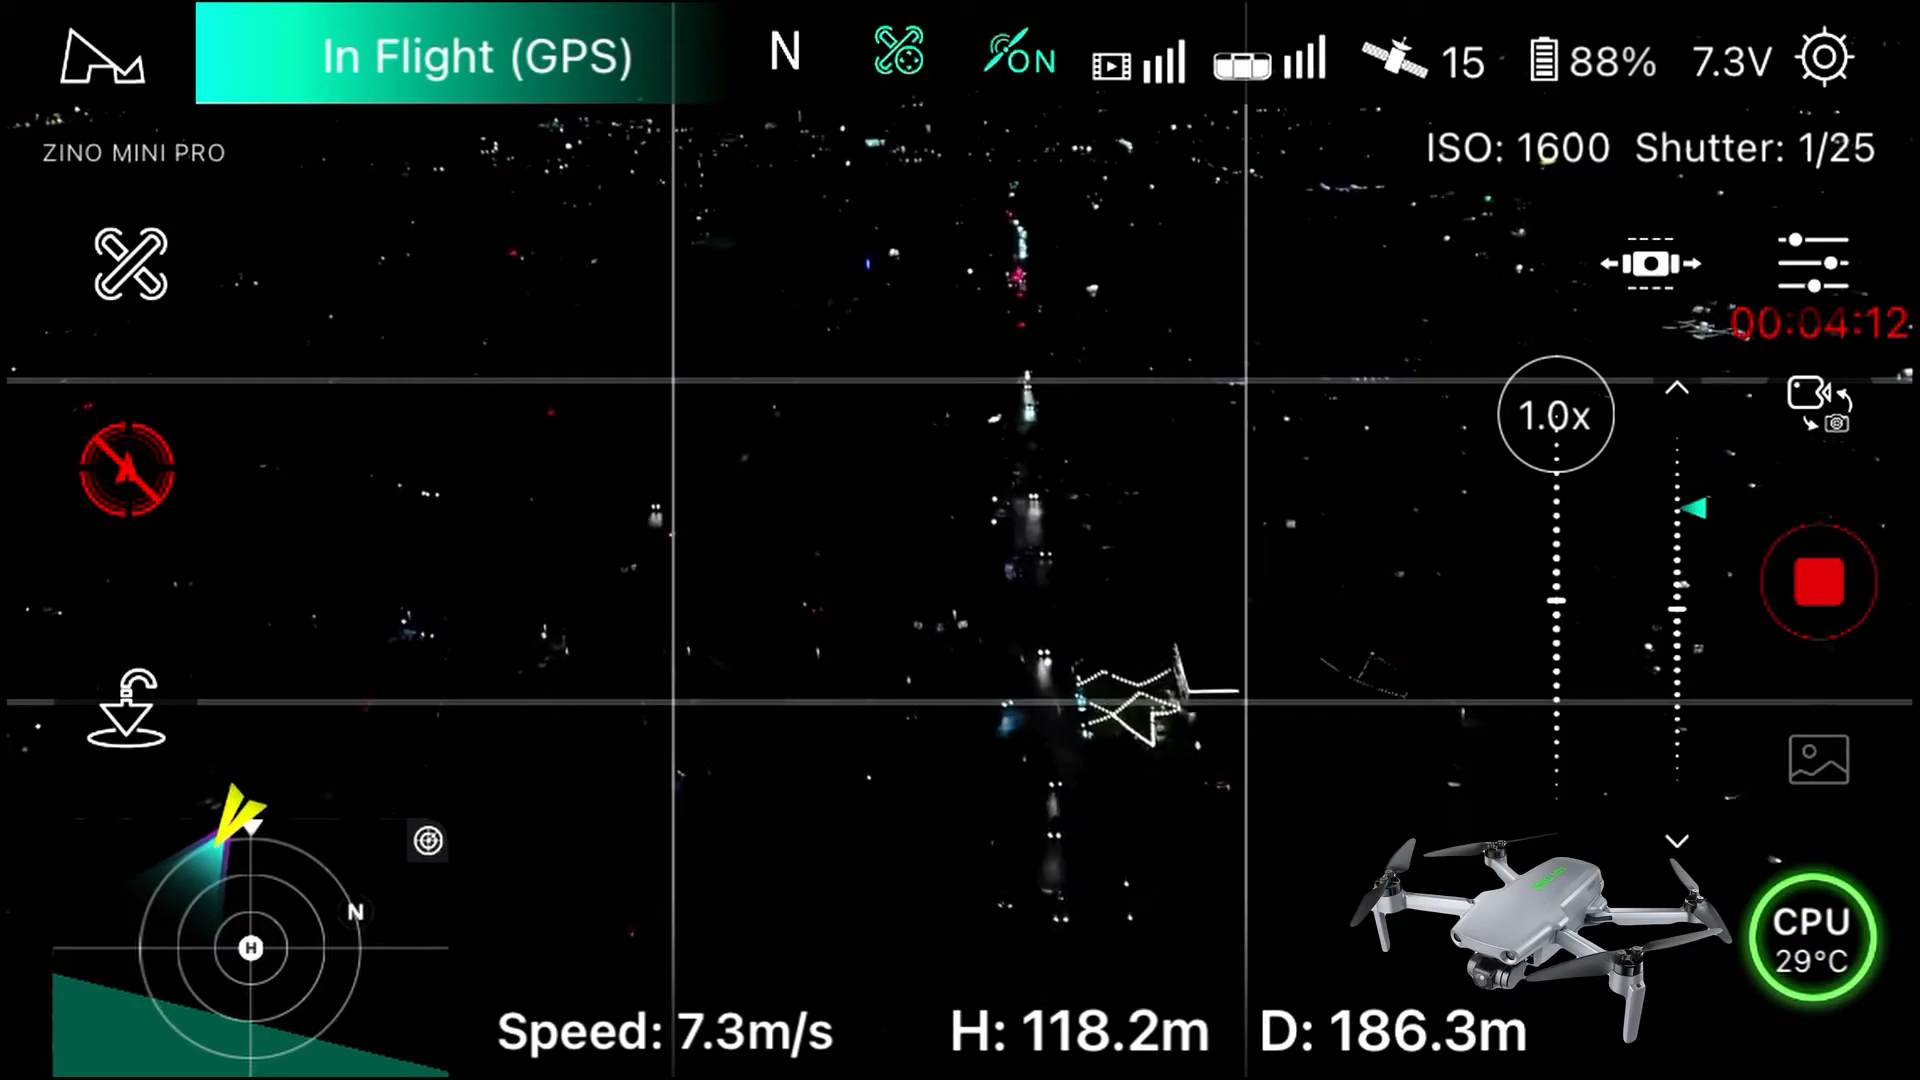 In Flight (GPS)
N
ON
15
88%
7.3V
ZINO MINI PRO
ISO: 1600 Shutter: 1/25
00:04:12
1.0x
N
H
CPU
29°C
Speed: 7.3m/s
H: 118.2m
D: 186.3m